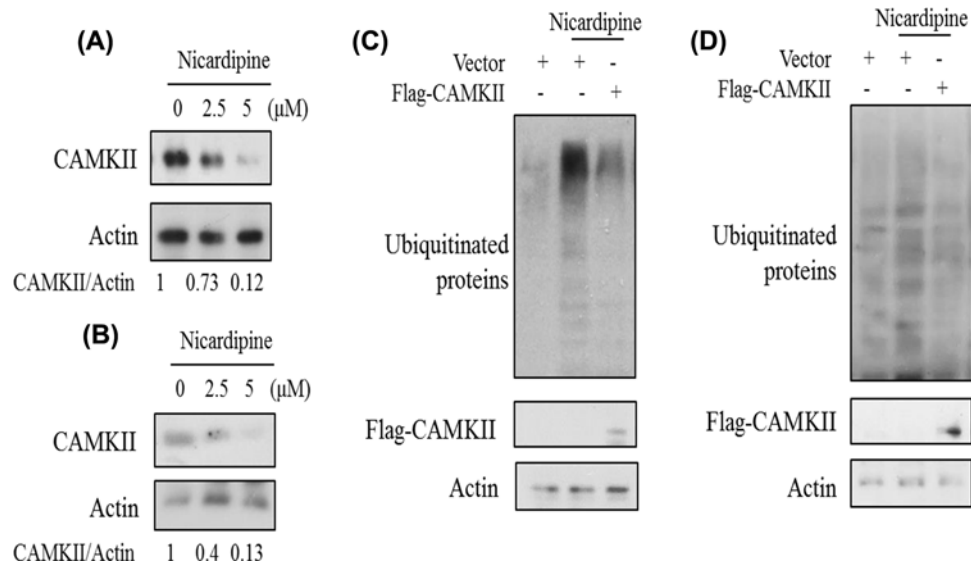 (A)
Nicardipine
0 2.5 5 (μM)
CAMKII
Actin
CAMKII/Actin 1 0.73 0.12
(B)
Nicardipine
0 2.5 5 (μM)
CAMKII
Actin
CAMKII/Actin 1 0.4 0.13
(C)
Nicardipine
Vector + + -
Flag-CAMKII - - +
Ubiquitinated
proteins
Flag-CAMKII
Actin
(D)
Nicardipine
Vector + + -
Flag-CAMKII - - +
Ubiquitinated
proteins
Flag-CAMKII
Actin